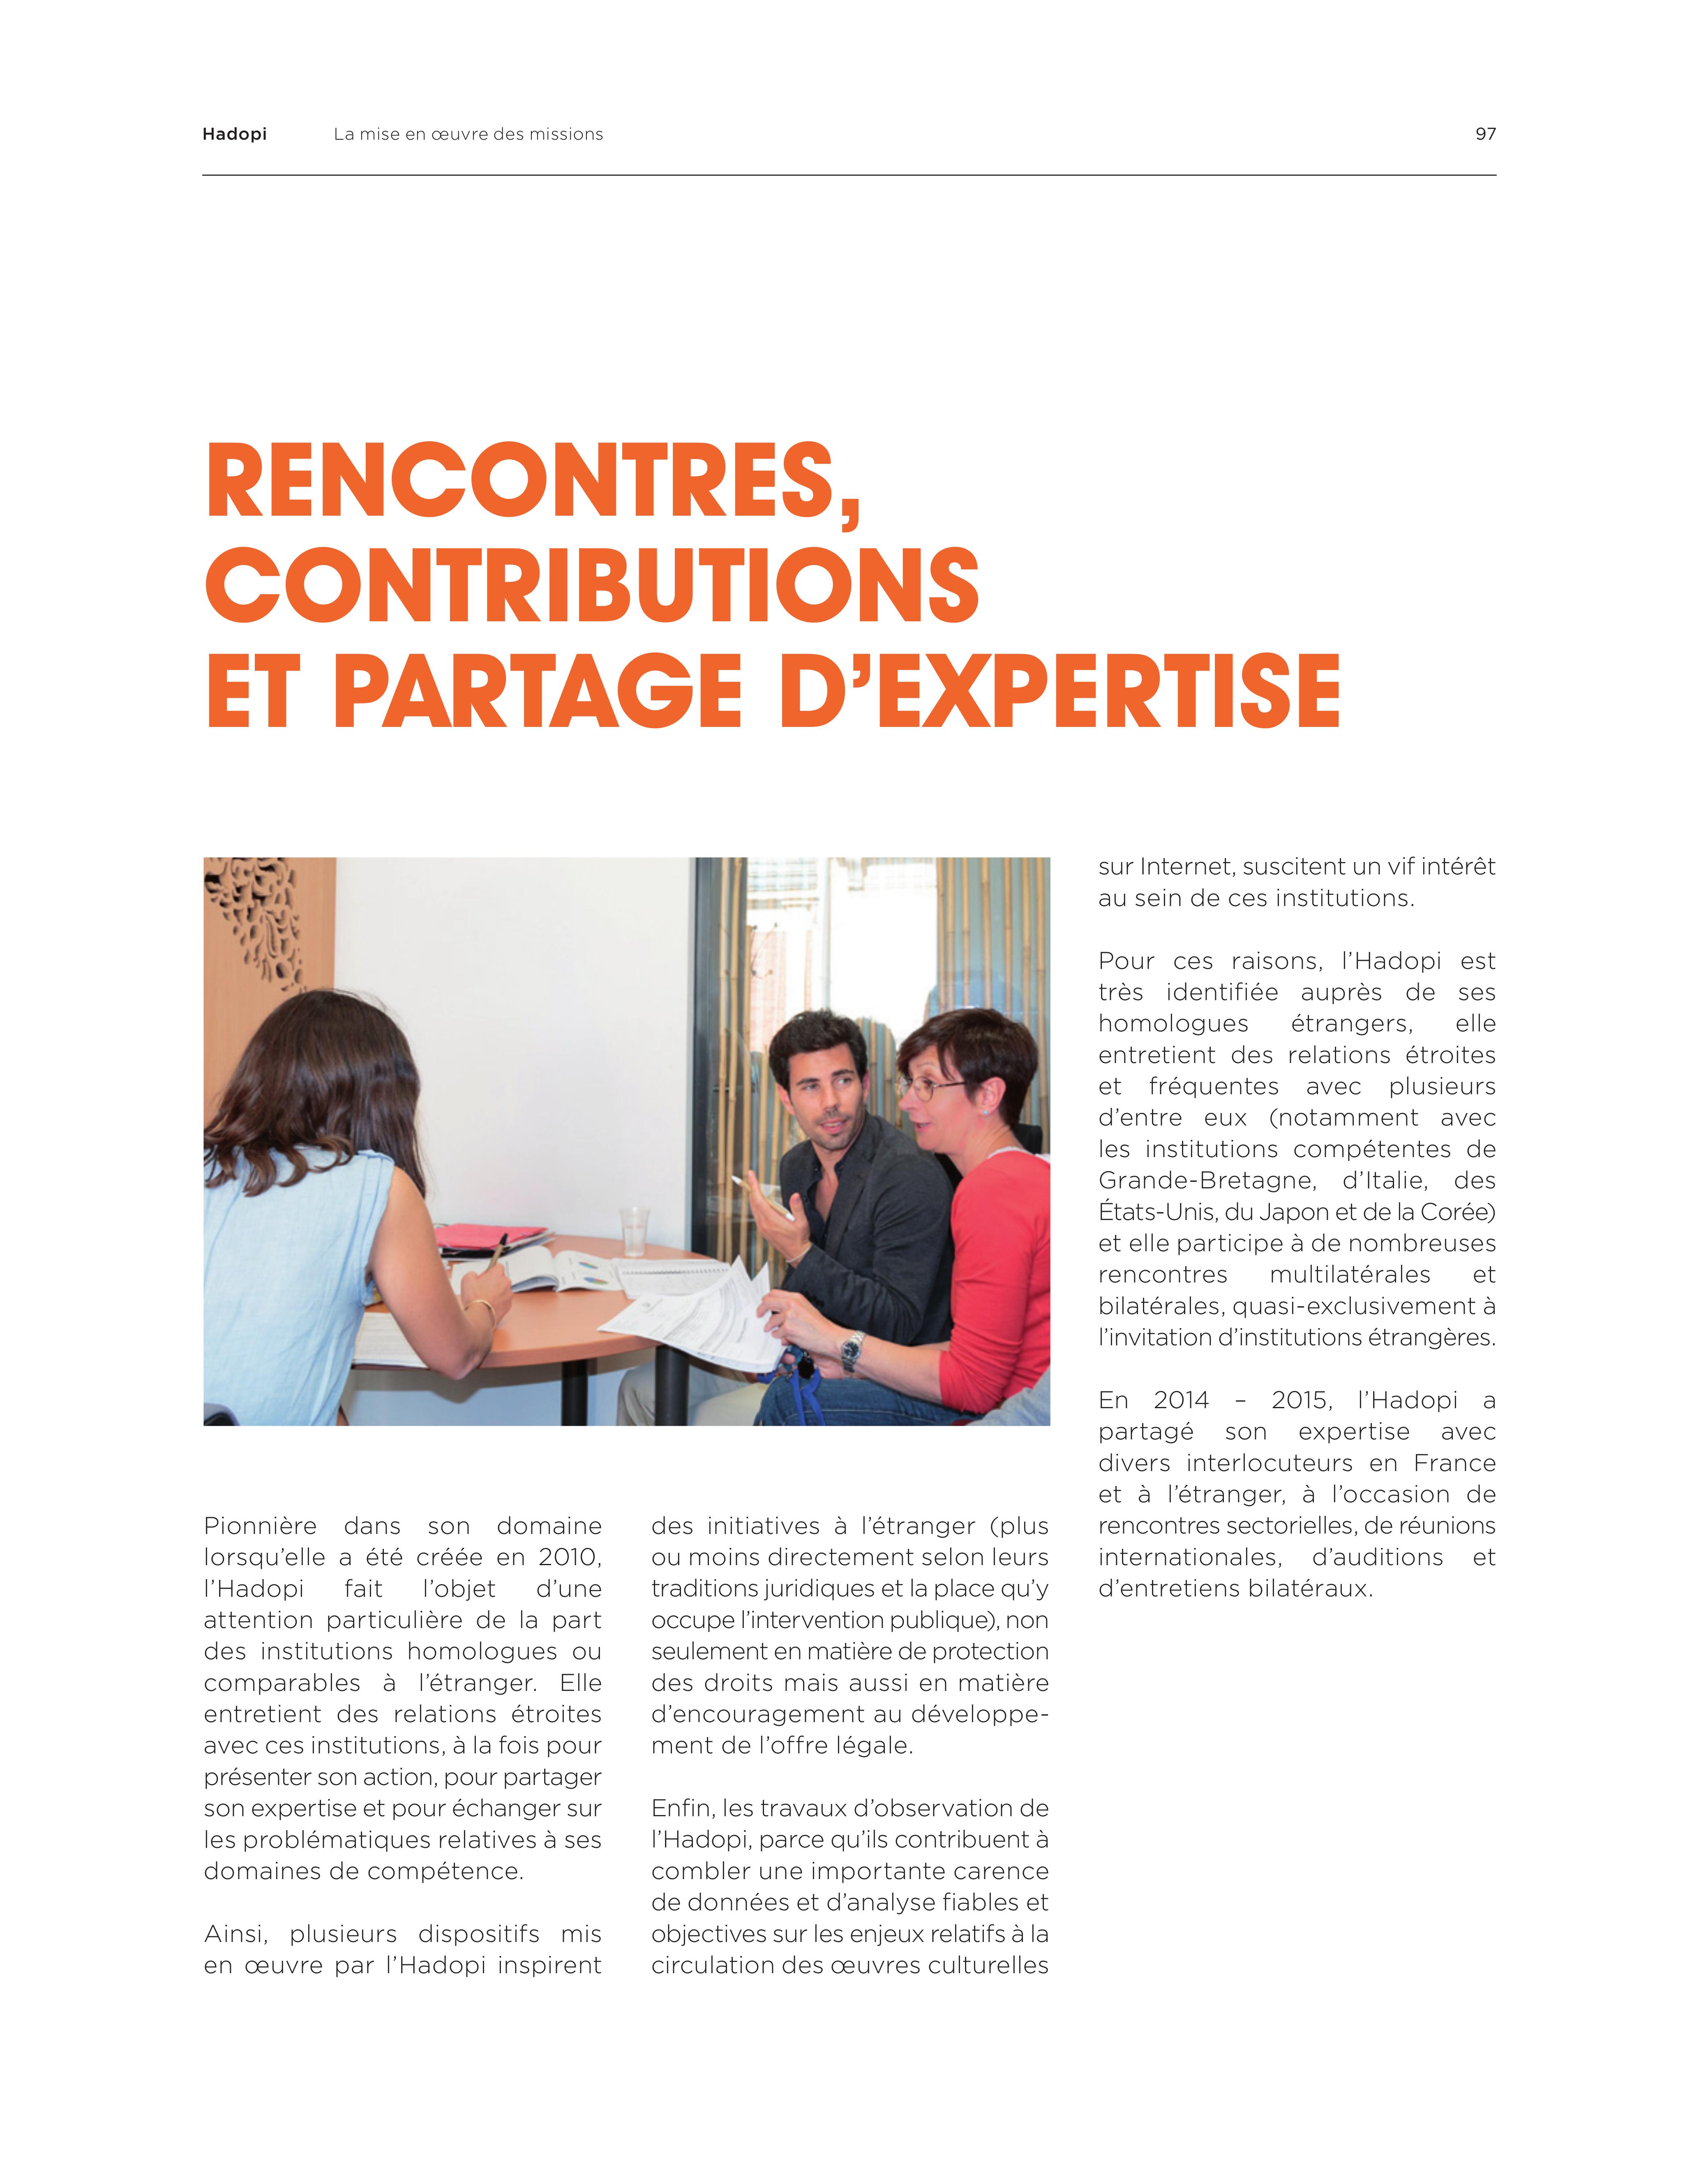 Hadopi La mise en œuvre des missions 97
RENCONTRES,
CONTRIBUTIONS
ET PARTAGE D’EXPERTISE
Pionnière dans son domaine
lorsqu’elle a été créée en 2010,
l’Hadopi fait l’objet d’une
attention particulière de la part
des institutions homologues ou
comparables à l’étranger. Elle
entretient des relations étroites
avec ces institutions, à la fois pour
présenter son action, pour partager
son expertise et pour échanger sur
les problématiques relatives à ses
domaines de compétence.
Ainsi, plusieurs dispositifs mis
en œuvre par l’Hadopi inspirent
des initiatives à l’étranger (plus
ou moins directement selon leurs
traditions juridiques et la place qu’y
occupe l’intervention publique), non
seulement en matière de protection
des droits mais aussi en matière
d’encouragement au développe-
ment de l’offre légale.
Enfin, les travaux d’observation de
l’Hadopi, parce qu’ils contribuent à
combler une importante carence
de données et d’analyse fiables et
objectives sur les enjeux relatifs à la
circulation des œuvres culturelles
sur Internet, suscitent un vif intérêt
au sein de ces institutions.
Pour ces raisons, l’Hadopi est
très identifiée auprès de ses
homologues étrangers, elle
entretient des relations étroites
et fréquentes avec plusieurs
d’entre eux (notamment avec
les institutions compétentes de
Grande-Bretagne, d’Italie, des
États-Unis, du Japon et de la Corée)
et elle participe à de nombreuses
rencontres multilatérales et
bilatérales, quasi-exclusivement à
l’invitation d’institutions étrangères.
En 2014 – 2015, l’Hadopi a
partagé son expertise avec
divers interlocuteurs en France
et à l’étranger, à l’occasion de
rencontres sectorielles, de réunions
internationales, d’auditions et
d’entretiens bilatéraux.